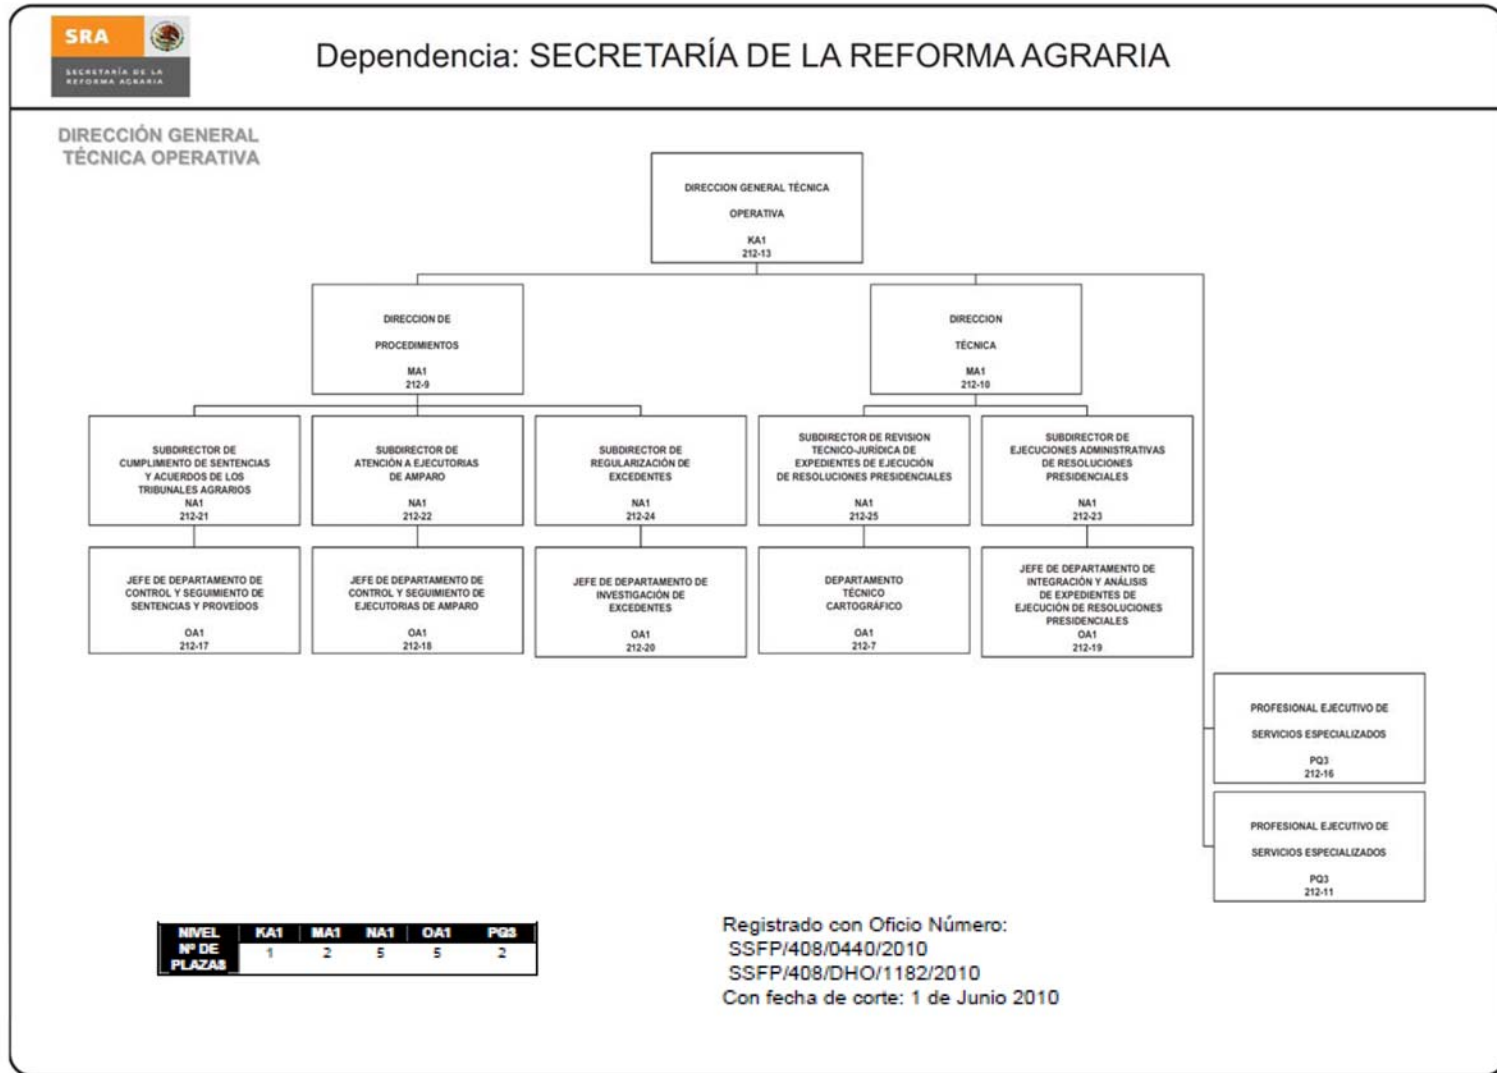 SRA
SECRETARÍA DE LA
REFORMA AGRARIA
Dependencia: SECRETARÍA DE LA REFORMA AGRARIA
DIRECCIÓN GENERAL
TÉCNICA OPERATIVA
DIRECCION GENERAL TÉCNICA
OPERATIVA
KA1
212-13
DIRECCION DE
PROCEDIMIENTOS
MA1
212-9
DIRECCION
TÉCNICA
MA1
212-10
SUBDIRECTOR DE
CUMPLIMIENTO DE SENTENCIAS
Y ACUERDOS DE LOS
TRIBUNALES AGRARIOS
NA1
212-21
SUBDIRECTOR DE
ATENCIÓN A EJECUTORIAS
DE AMPARO
NA1
212-22
SUBDIRECTOR DE
REGULARIZACIÓN DE
EXCEDENTES
NA1
212-24
SUBDIRECTOR DE REVISION
TECNICO-JURÍDICA DE
EXPEDIENTES DE EJECUCIÓN
DE RESOLUCIONES PRESIDENCIALES
NA1
212-25
SUBDIRECTOR DE
EJECUCIONES ADMINISTRATIVAS
DE RESOLUCIONES
PRESIDENCIALES
NA1
212-23
JEFE DE DEPARTAMENTO DE
CONTROL Y SEGUIMIENTO DE
SENTENCIAS Y PROVEÍDOS
OA1
212-17
JEFE DE DEPARTAMENTO DE
CONTROL Y SEGUIMIENTO DE
EJECUTORIAS DE AMPARO
OA1
212-18
JEFE DE DEPARTAMENTO DE
INVESTIGACIÓN DE
EXCEDENTES
OA1
212-20
DEPARTAMENTO
TÉCNICO
CARTOGRÁFICO
OA1
212-7
JEFE DE DEPARTAMENTO DE
INTEGRACIÓN Y ANÁLISIS
DE EXPEDIENTES DE
EJECUCIÓN DE RESOLUCIONES
PRESIDENCIALES
OA1
212-19
PROFESIONAL EJECUTIVO DE
SERVICIOS ESPECIALIZADOS
PQ3
212-16
PROFESIONAL EJECUTIVO DE
SERVICIOS ESPECIALIZADOS
PQ3
212-11
NIVEL KA1 MA1 NA1 OA1 PQ3
Nº DE PLAZAS 1 2 5 5 2
Registrado con Oficio Número:
SSFP/408/0440/2010
SSFP/408/DHO/1182/2010
Con fecha de corte: 1 de Junio 2010